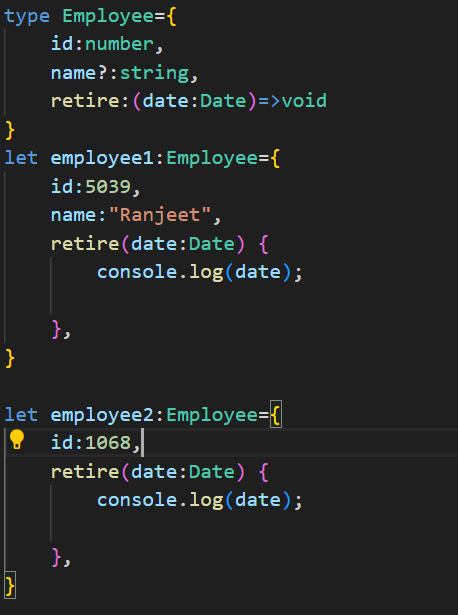 type Employee={
    id:number,
    name?:string,
    retire:(date:Date)=>void
}
let employee1:Employee={
    id:5039,
    name:"Ranjeet",
    retire(date:Date) {
        console.log(date);
    },
}
let employee2:Employee={
    id:1068,
    retire(date:Date) {
        console.log(date);
    },
}